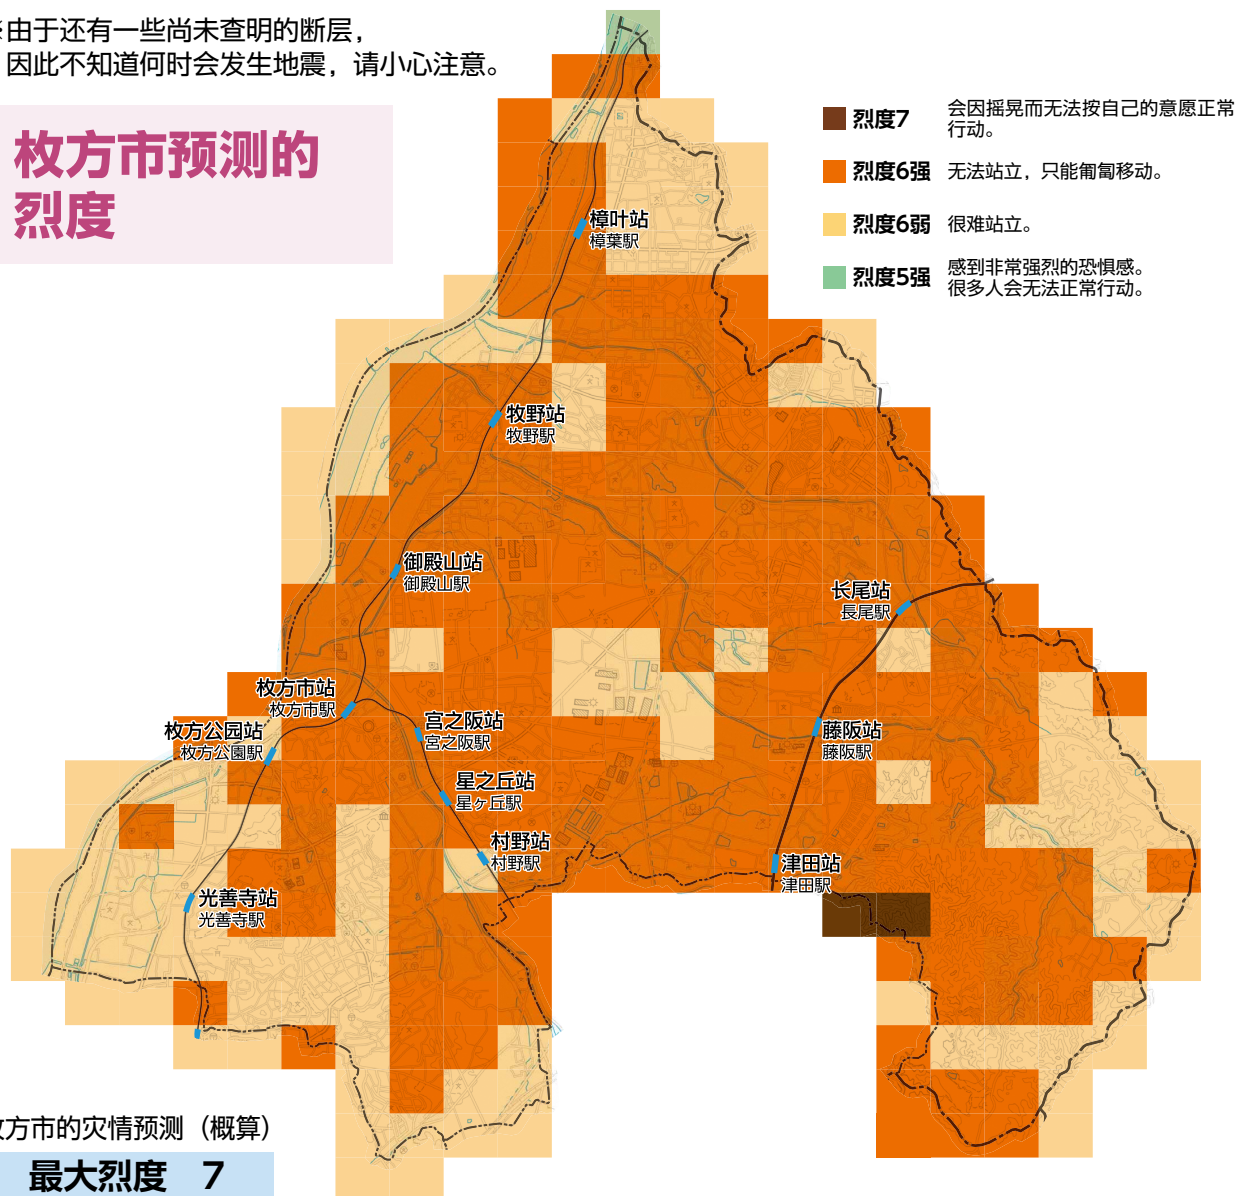 ※由于还有一些尚未查明的断层，
因此不知道何时会发生地震，请小心注意。
枚方市预测的
烈度
烈度7 会因摇晃而无法按自己的意愿正常
行动。
烈度6强 无法站立，只能匍匐移动。
烈度6弱 很难站立。
烈度5强 感到非常强烈的恐惧感。
很多人会无法正常行动。
樟叶站
樟葉駅
牧野站
牧野駅
御殿山站
御殿山駅
长尾站
長尾駅
枚方市站
枚方市駅
宫之阪站
宮之阪駅
枚方公园站
枚方公園駅
藤阪站
藤阪駅
星之丘站
星ヶ丘駅
村野站
村野駅
津田站
津田駅
光善寺站
光善寺駅
枚方市的灾情预测（概算）
最大烈度 7